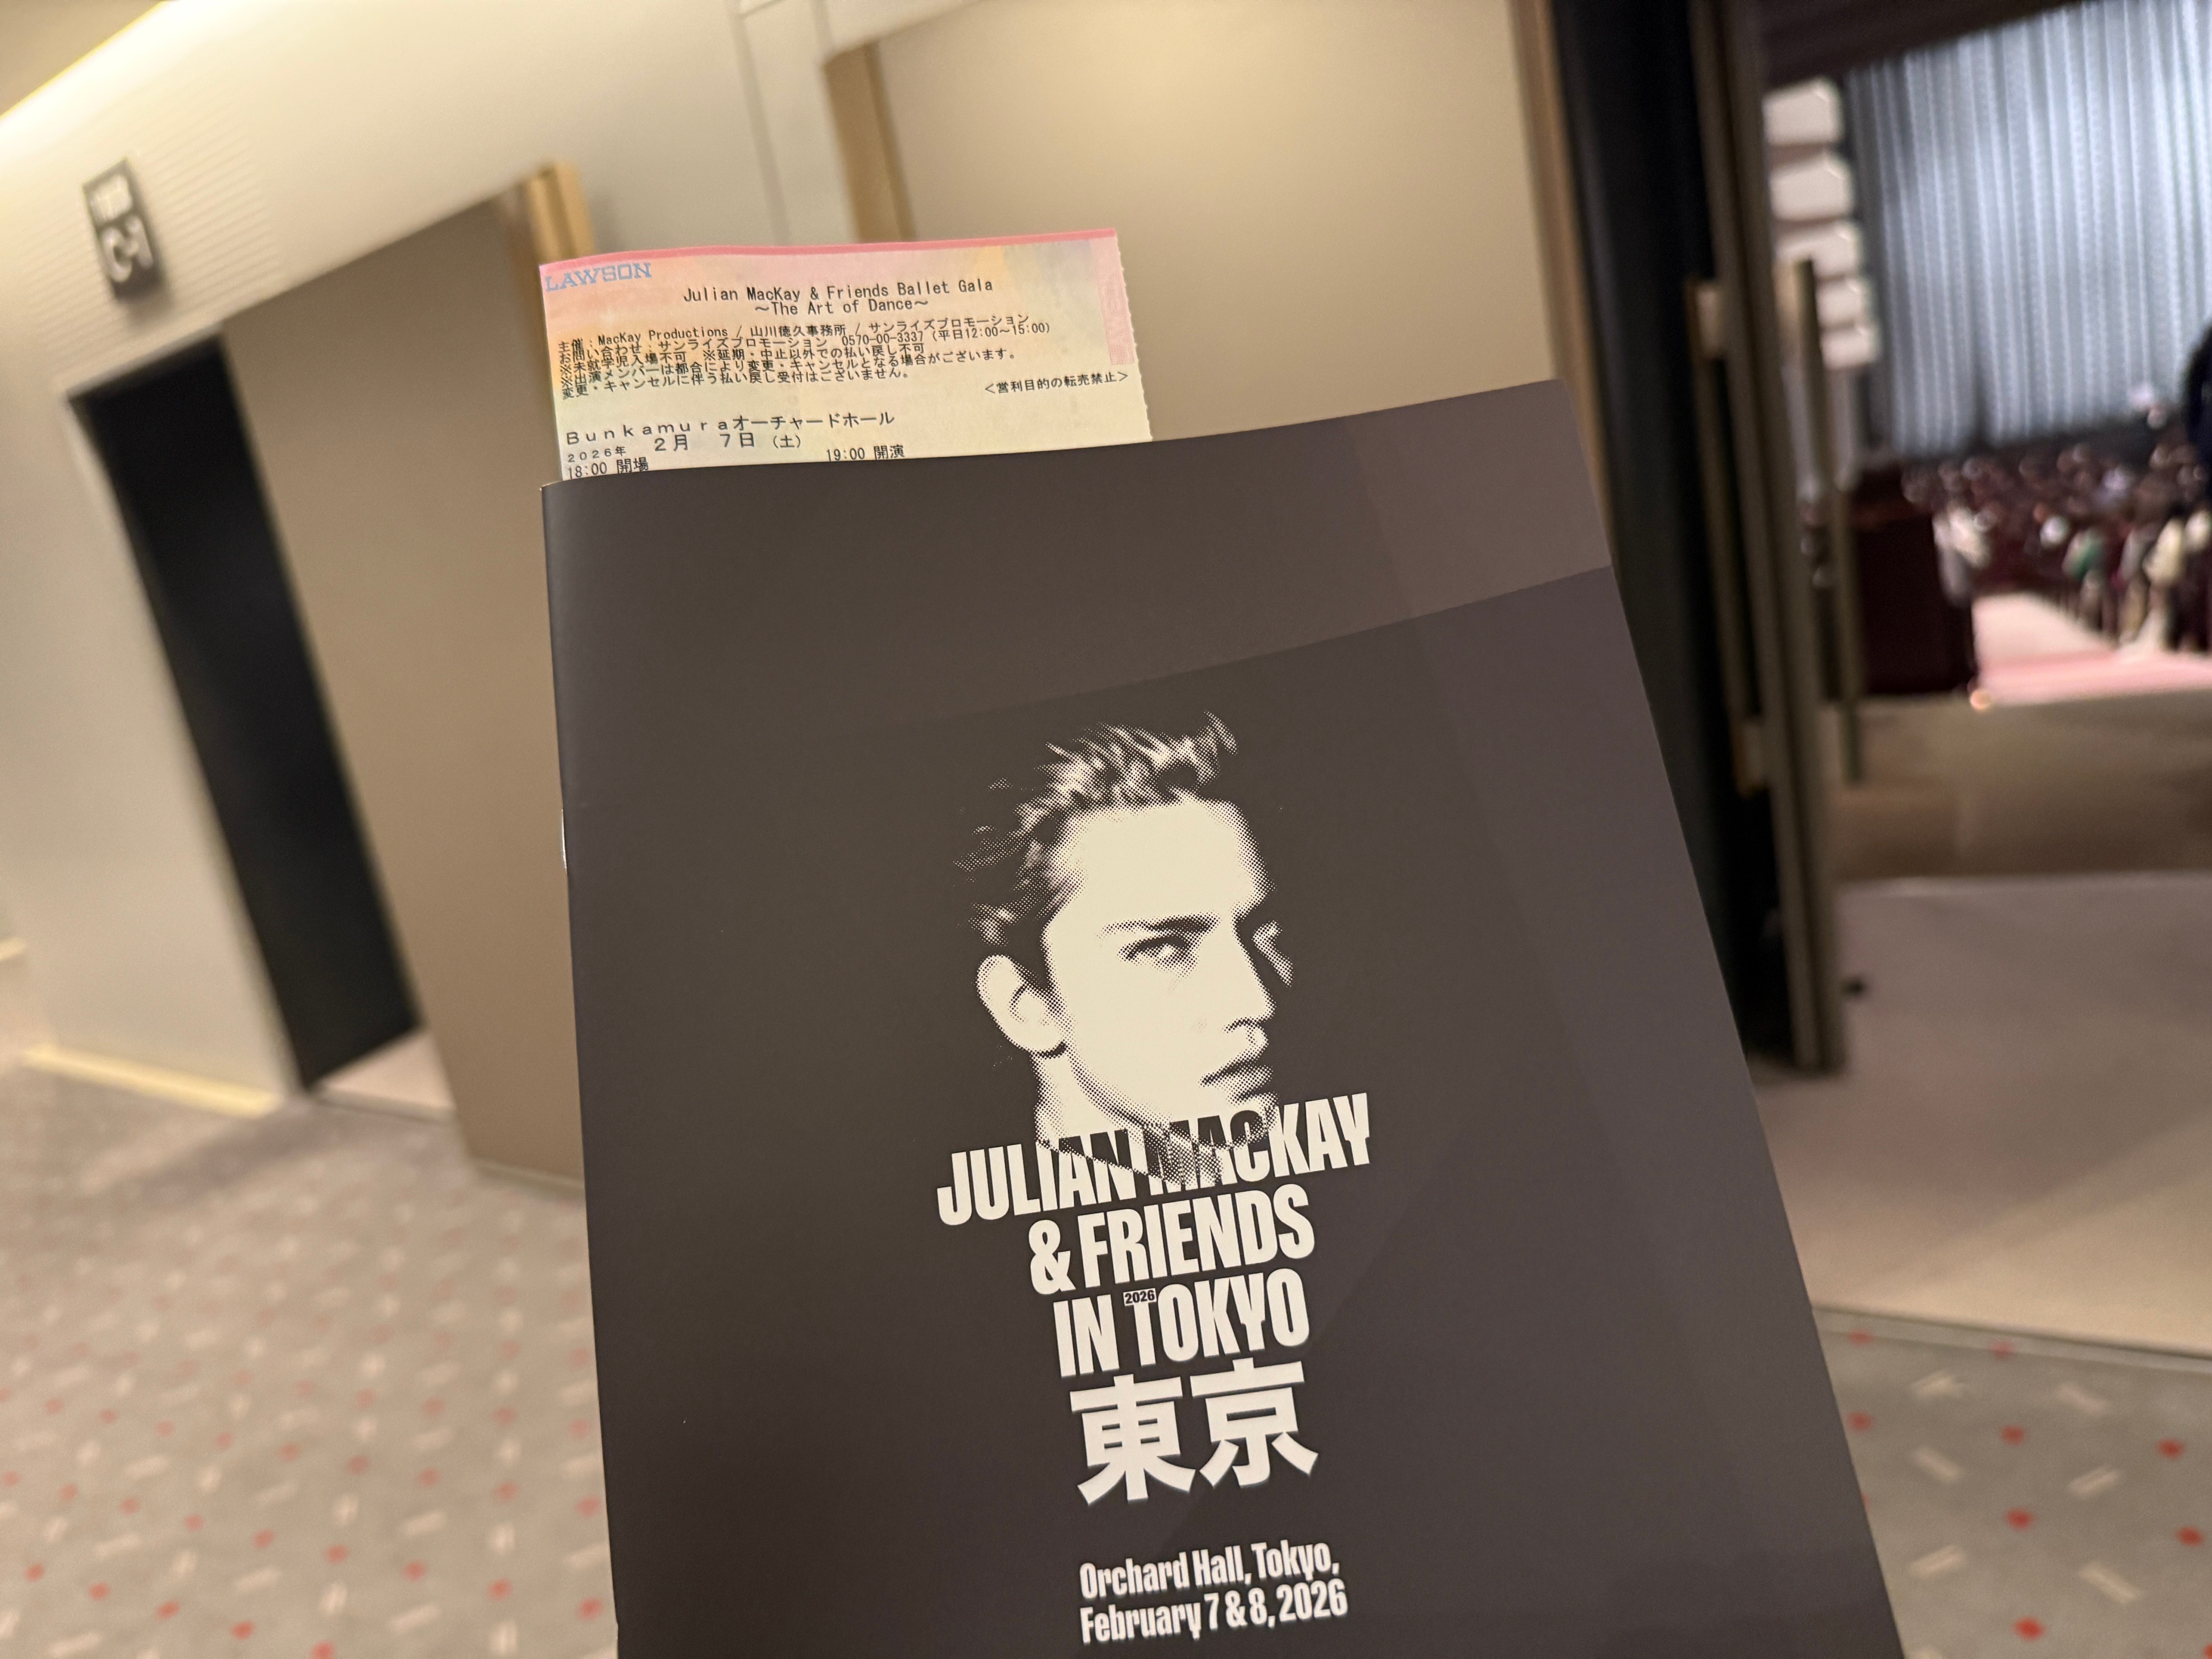 LAWSON
Julian MacKay & Friends Ballet Gala
～The Art of Dance～
主催：MacKay Productions / 山川徳久事務所 / サンライズプロモーション
お問い合わせ：サンライズプロモーション 0570-00-3337 (平日12:00～15:00)
※未就学児入場不可 ※延期・中止以外での払い戻し不可
※出演メンバーは都合により変更・キャンセルとなる場合がございます。
変更・キャンセルに伴う払い戻し受付はございません。
＜営利目的の転売禁止＞
Bunkamuraオーチャードホール
2026年 2月 7日 (土)
18:00 開場 19:00 開演
JULIAN MACKAY
& FRIENDS
IN TOKYO
2026
東京
Orchard Hall, Tokyo,
February 7 & 8, 2026